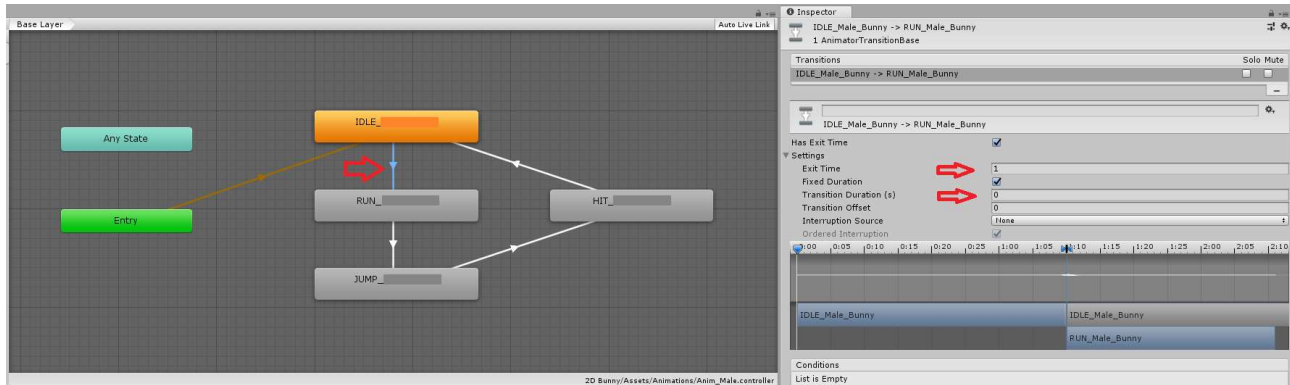 Base Layer
Auto Live Link
Any State
Entry
IDLE_
RUN_
HIT_
JUMP_
2D Bunny/Assets/Animations/Anim_Male.controller
Inspector
IDLE_Male_Bunny -> RUN_Male_Bunny
1 AnimatorTransitionBase
Transitions Solo Mute
IDLE_Male_Bunny -> RUN_Male_Bunny
IDLE_Male_Bunny -> RUN_Male_Bunny
Has Exit Time
Settings
Exit Time 1
Fixed Duration
Transition Duration (s) 0
Transition Offset 0
Interruption Source None
Ordered Interruption
0:00 0:05 0:10 0:15 0:20 0:25 1:00 1:05 1:10 1:15 1:20 1:25 2:00 2:05 2:10
IDLE_Male_Bunny IDLE_Male_Bunny
RUN_Male_Bunny
Conditions
List is Empty